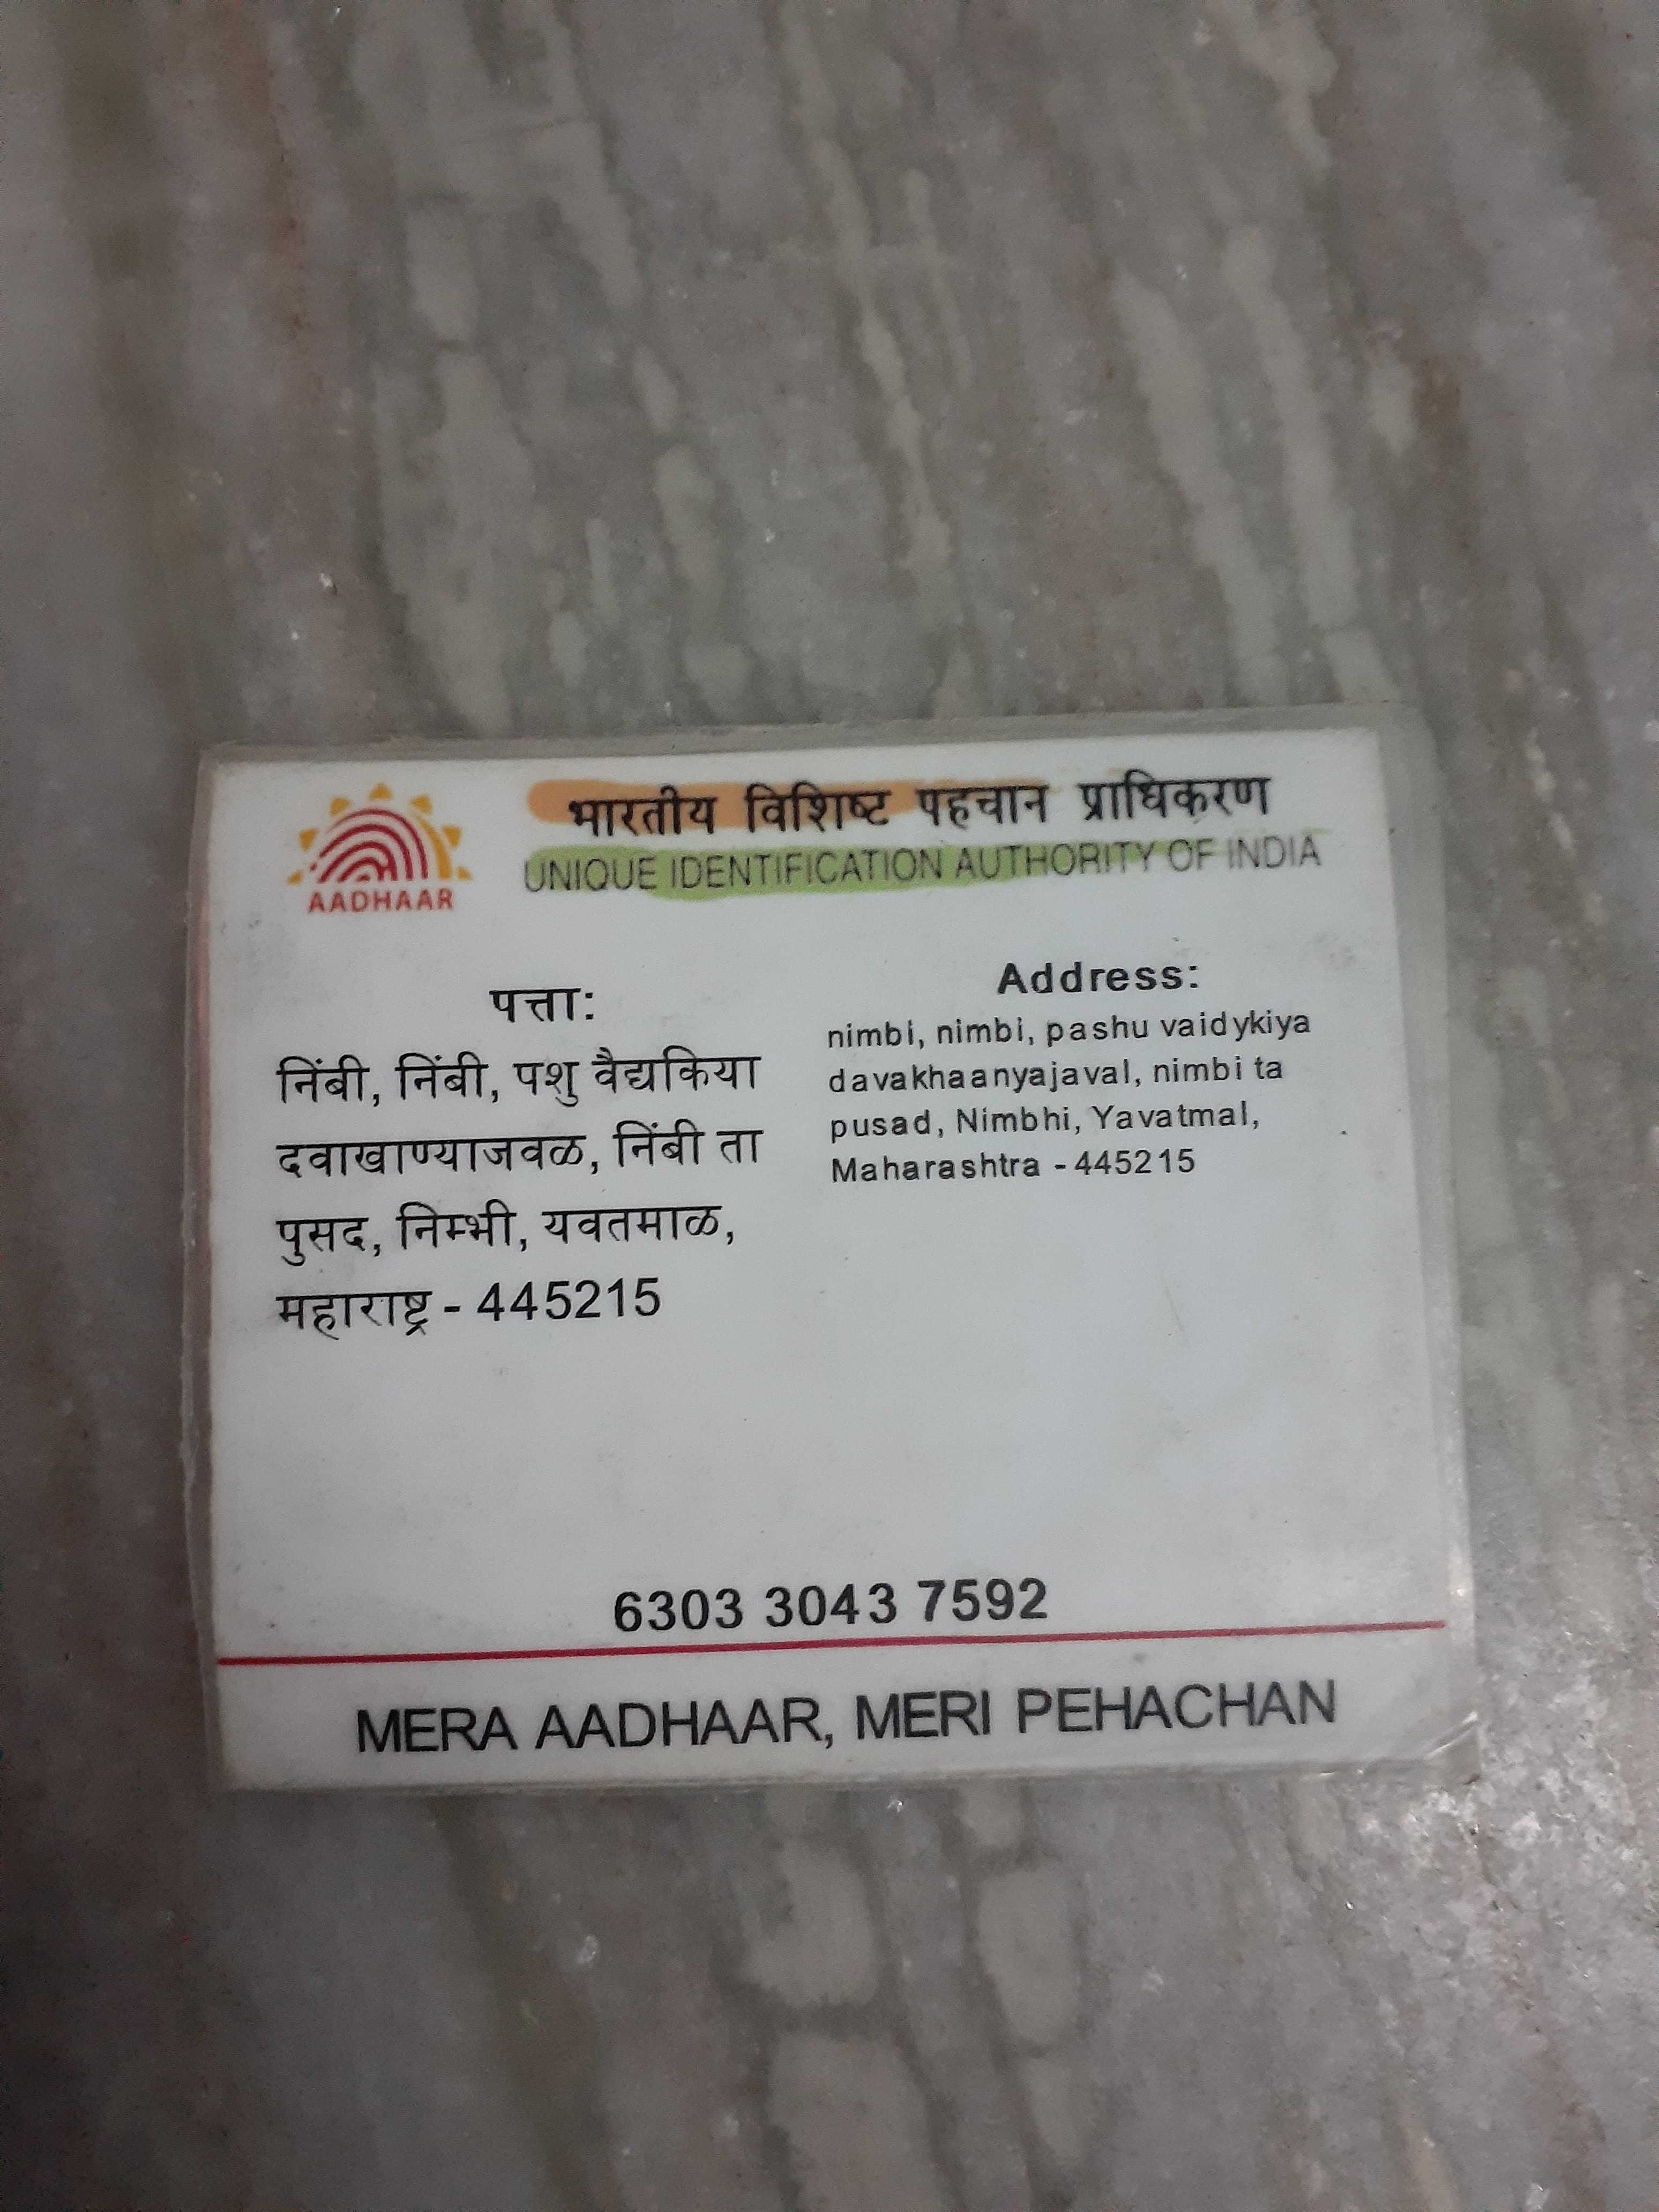 AADHAAR
भारतीय विशिष्ट पहचान प्राधिकरण
UNIQUE IDENTIFICATION AUTHORITY OF INDIA
पत्ता:
निंबी, निंबी, पशु वैद्यकिया
दवाखाण्याजवळ, निंबी ता
पुसद, निम्भी, यवतमाळ,
महाराष्ट्र - 445215
Address:
nimbi, nimbi, pashu vaidykiya
davakhaanyajaval, nimbi ta
pusad, Nimbhi, Yavatmal,
Maharashtra - 445215
6303 3043 7592
MERA AADHAAR, MERI PEHACHAN